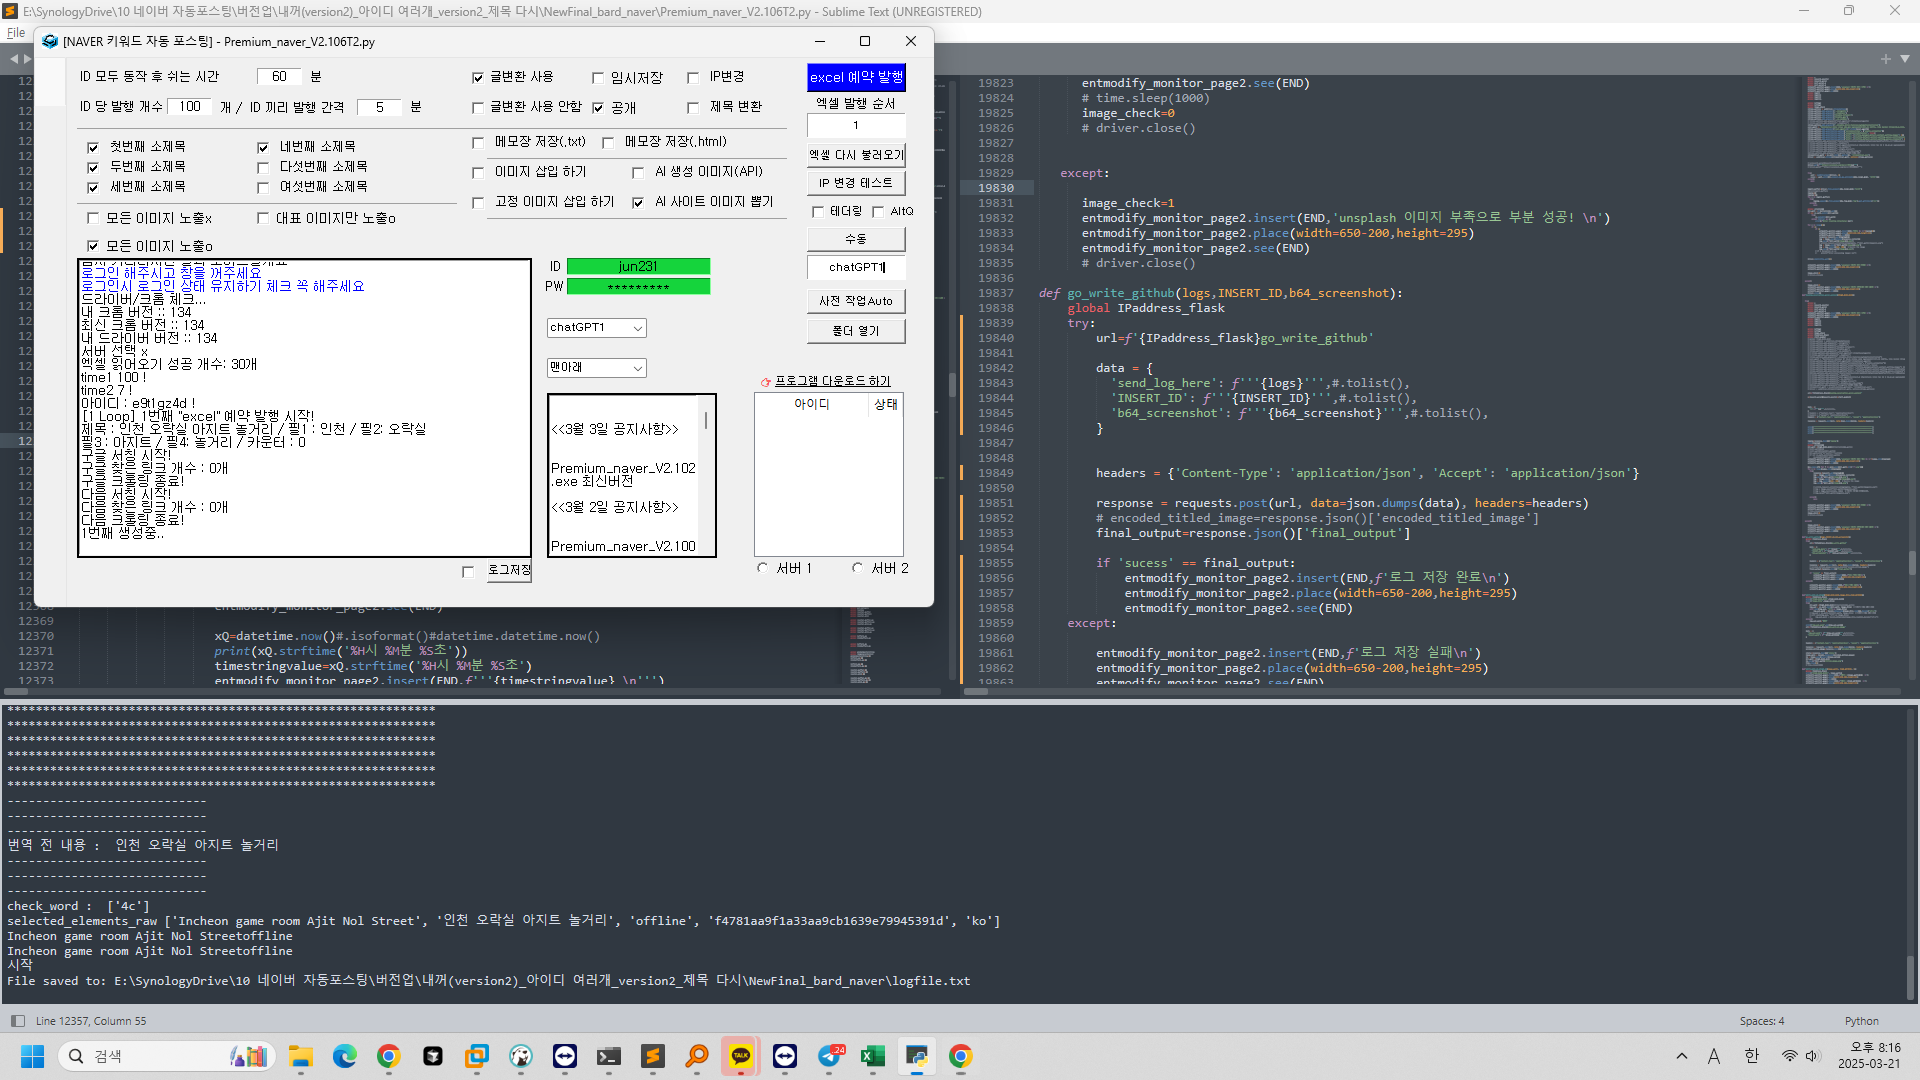 E:\SynologyDrive\10 네이버 자동포스팅\버전업\내꺼(version2)_아이디 여러개_version2_제목 다시\NewFinal_bard_naver\Premium_naver_V2.106T2.py - Sublime Text (UNREGISTERED)
File
[NAVER 키워드 자동 포스팅] - Premium_naver_V2.106T2.py
ID 모두 동작 후 쉬는 시간 60 분
ID 당 발행 개수 100 개 / ID 끼리 발행 간격 5 분
글변환 사용 임시저장 IP변경
글변환 사용 안함 공개 제목 변환
첫번째 소제목 네번째 소제목
두번째 소제목 다섯번째 소제목
세번째 소제목 여섯번째 소제목
모든 이미지 노출x 대표 이미지만 노출o
모든 이미지 노출o
메모장 저장(.txt) 메모장 저장(.html)
이미지 삽입 하기 AI 생성 이미지(API)
고정 이미지 삽입 하기 AI 사이트 이미지 뽑기
excel 예약 발행
엑셀 발행 순서
1
엑셀 다시 불러오기
IP 변경 테스트
테더링 AltQ
수동
chatGPT1
사전 작업Auto
폴더 열기
로그인 해주시고 창을 꺼주세요
로그인시 로그인 상태 유지하기 체크 꼭 해주세요
드라이버/크롬 체크...
내 크롬 버전 :: 134
최신 크롬 버전 :: 134
내 드라이버 버전 :: 134
서버 선택 x
엑셀 읽어오기 성공 개수: 30개
time1 100 !
time2 7 !
아이디 : e9t1gz4d !
[1 Loop] 1번째 "excel" 예약 발행 시작!
제목 : 인천 오락실 아지트 놀거리 / 필1 : 인천 / 필2: 오락실
필3 : 아지트 / 필4: 놀거리 / 카운터 : 0
구글 서칭 시작!
구글 찾은 링크 개수 : 0개
구글 크롤링 종료!
다음 서칭 시작!
다음 찾은 링크 개수 : 0개
다음 크롤링 종료!
1번째 생성중..
로그저장
ID jun231
PW *********
chatGPT1
맨아래
<<3월 3일 공지사항>>
Premium_naver_V2.102
.exe 최신버전
<<3월 2일 공지사항>>
Premium_naver_V2.100
👉 프로그램 다운로드 하기
아이디 상태
서버 1 서버 2
12369
12370 xQ=datetime.now()#.isoformat()#datetime.datetime.now()
12371 print(xQ.strftime('%H시 %M분 %S초'))
12372 timestringvalue=xQ.strftime('%H시 %M분 %S초')
12373 entmodify_monitor_page2.insert(END,f'''{timestringvalue} \n''')
19823 entmodify_monitor_page2.see(END)
19824 # time.sleep(1000)
19825 image_check=0
19826 # driver.close()
19827
19828
19829 except:
19830
19831 image_check=1
19832 entmodify_monitor_page2.insert(END,'unsplash 이미지 부족으로 부분 성공! \n')
19833 entmodify_monitor_page2.place(width=650-200,height=295)
19834 entmodify_monitor_page2.see(END)
19835 # driver.close()
19836
19837 def go_write_github(logs,INSERT_ID,b64_screenshot):
19838 global IPaddress_flask
19839 try:
19840 url=f'{IPaddress_flask}go_write_github'
19841
19842 data = {
19843 'send_log_here': f'''{logs}''',#.tolist(),
19844 'INSERT_ID': f'''{INSERT_ID}''',#.tolist(),
19845 'b64_screenshot': f'''{b64_screenshot}''',#.tolist(),
19846 }
19847
19848
19849 headers = {'Content-Type': 'application/json', 'Accept': 'application/json'}
19850
19851 response = requests.post(url, data=json.dumps(data), headers=headers)
19852 # encoded_titled_image=response.json()['encoded_titled_image']
19853 final_output=response.json()['final_output']
19854
19855 if 'sucess' == final_output:
19856 entmodify_monitor_page2.insert(END,f'로그 저장 완료\n')
19857 entmodify_monitor_page2.place(width=650-200,height=295)
19858 entmodify_monitor_page2.see(END)
19859 except:
19860
19861 entmodify_monitor_page2.insert(END,f'로그 저장 실패\n')
19862 entmodify_monitor_page2.place(width=650-200,height=295)
19863 entmodify_monitor_page2.see(END)
************************************************************
************************************************************
************************************************************
************************************************************
************************************************************
************************************************************
----------------------------
----------------------------
----------------------------
번역 전 내용 : 인천 오락실 아지트 놀거리
----------------------------
----------------------------
----------------------------
check_word : ['4c']
selected_elements_raw ['Incheon game room Ajit Nol Street', '인천 오락실 아지트 놀거리', 'offline', 'f4781aa9f1a33aa9cb1639e79945391d', 'ko']
Incheon game room Ajit Nol Streetoffline
Incheon game room Ajit Nol Streetoffline
시작
File saved to: E:\SynologyDrive\10 네이버 자동포스팅\버전업\내꺼(version2)_아이디 여러개_version2_제목 다시\NewFinal_bard_naver\logfile.txt
Line 12357, Column 55 Spaces: 4 Python
검색
TALK
24
A 한
오후 8:16
2025-03-21